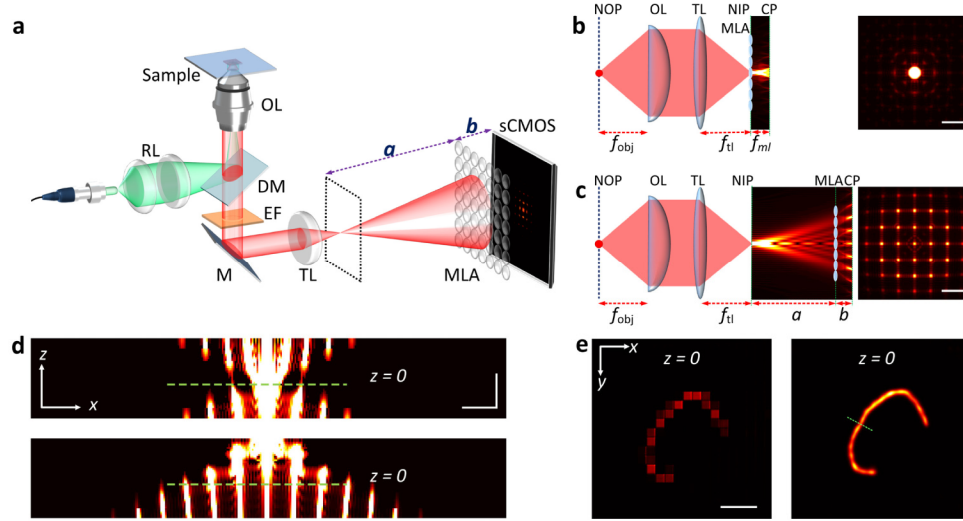 a
Sample
OL
RL
DM
EF
M
TL
MLA
sCMOS
a
b
b
NOP
OL
TL
NIP
CP
MLA
fobj
ftl
fml
c
NOP
OL
TL
NIP
MLA
CP
fobj
ftl
a
b
d
z
x
z = 0
z = 0
e
x
y
z = 0
z = 0